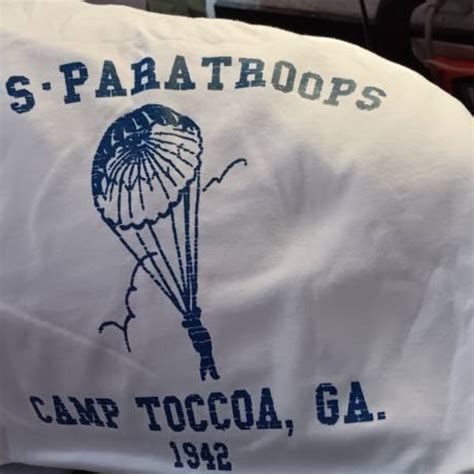 S-PARATROOPS
CAMP TOCCOA, GA.
1942